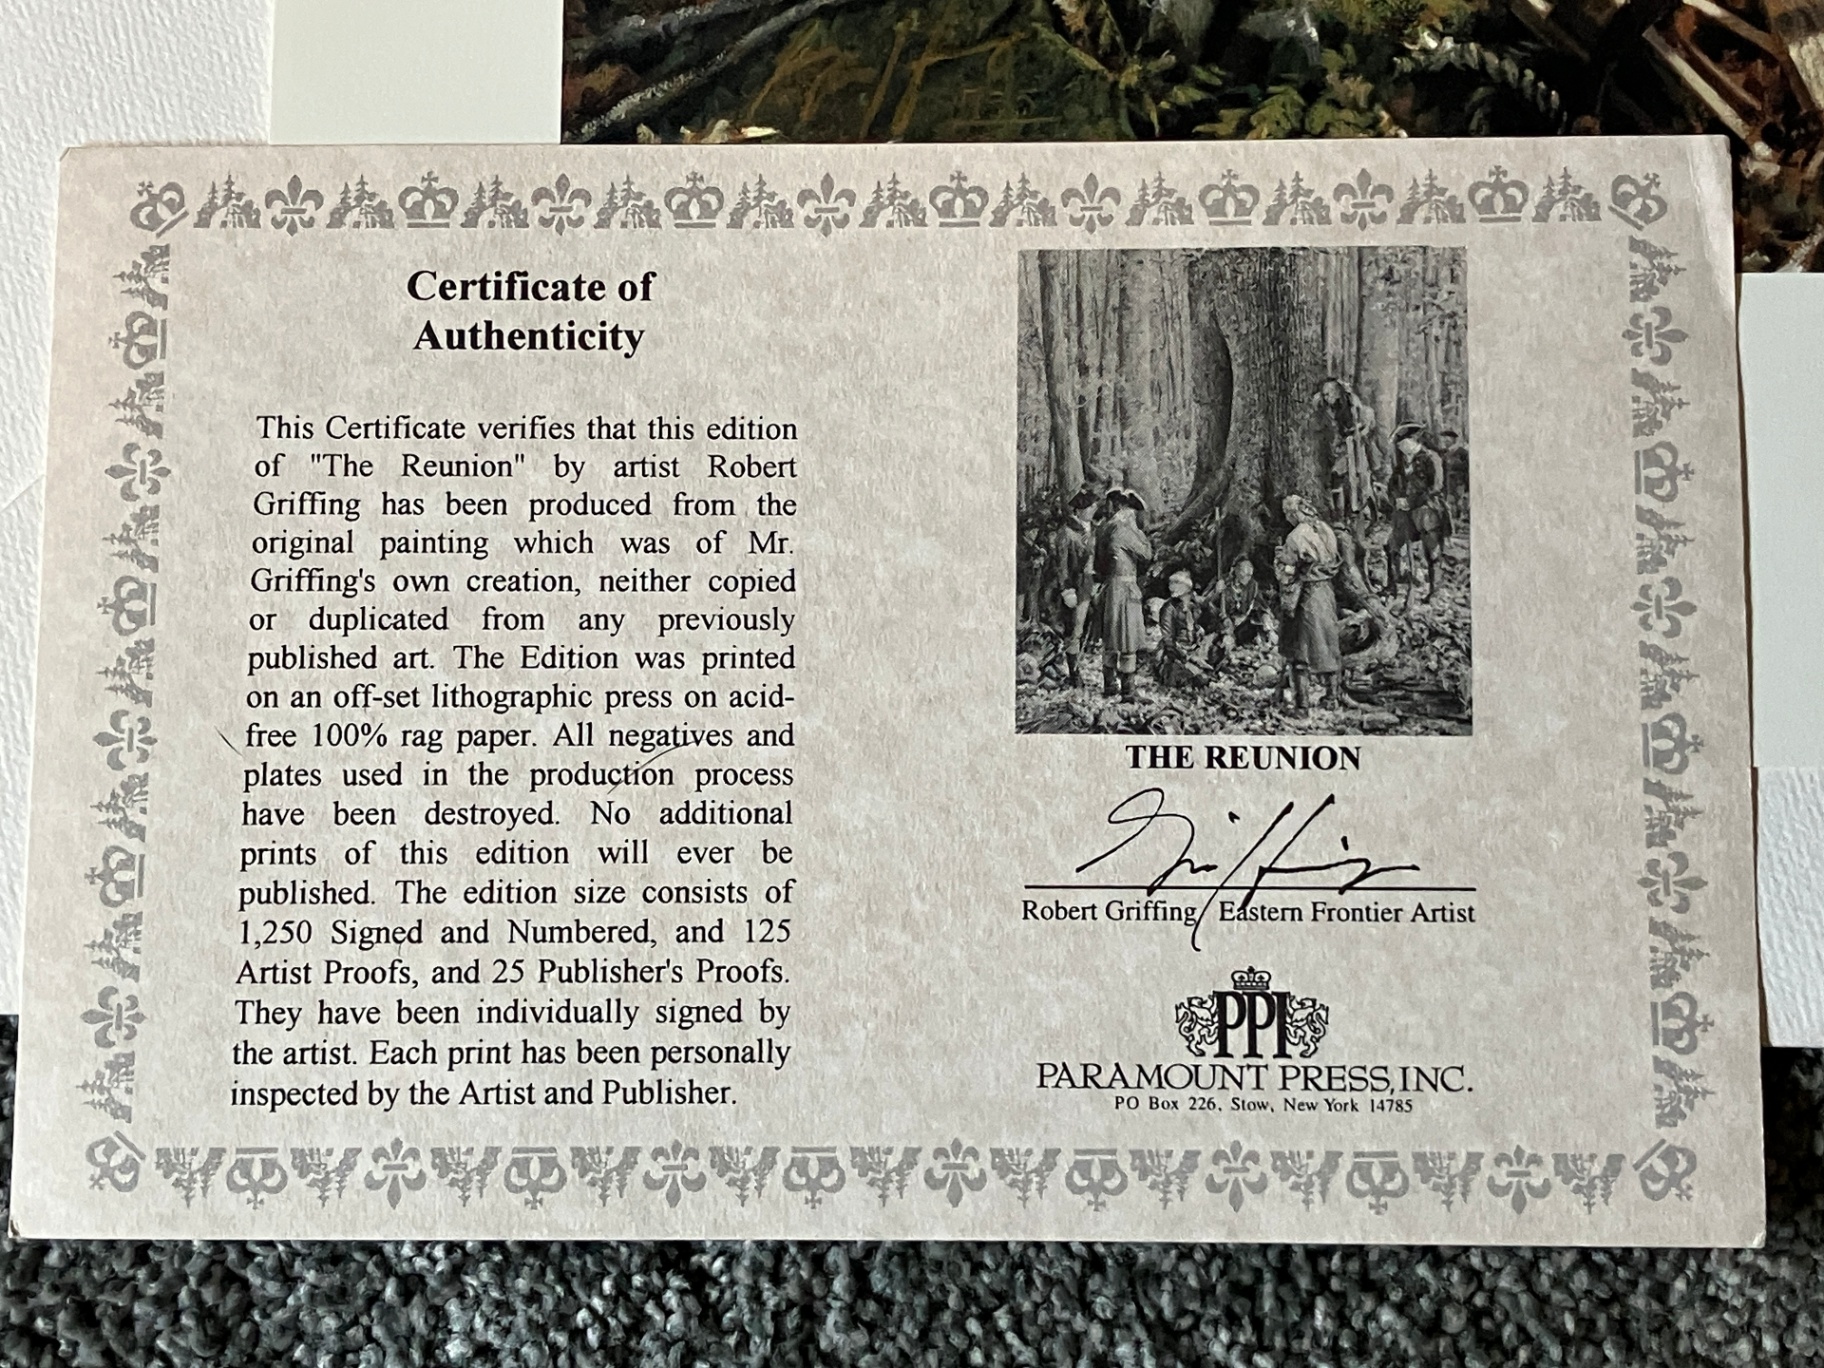 Certificate of
Authenticity
This Certificate verifies that this edition
of "The Reunion" by artist Robert
Griffing has been produced from the
original painting which was of Mr.
Griffing's own creation, neither copied
or duplicated from any previously
published art. The Edition was printed
on an off-set lithographic press on acid-
free 100% rag paper. All negatives and
plates used in the production process
have been destroyed. No additional
prints of this edition will ever be
published. The edition size consists of
1,250 Signed and Numbered, and 125
Artist Proofs, and 25 Publisher's Proofs.
They have been individually signed by
the artist. Each print has been personally
inspected by the Artist and Publisher.
THE REUNION
Griffing
Robert Griffing Eastern Frontier Artist
PPI
PARAMOUNT PRESS, INC.
PO Box 226, Stow, New York 14785